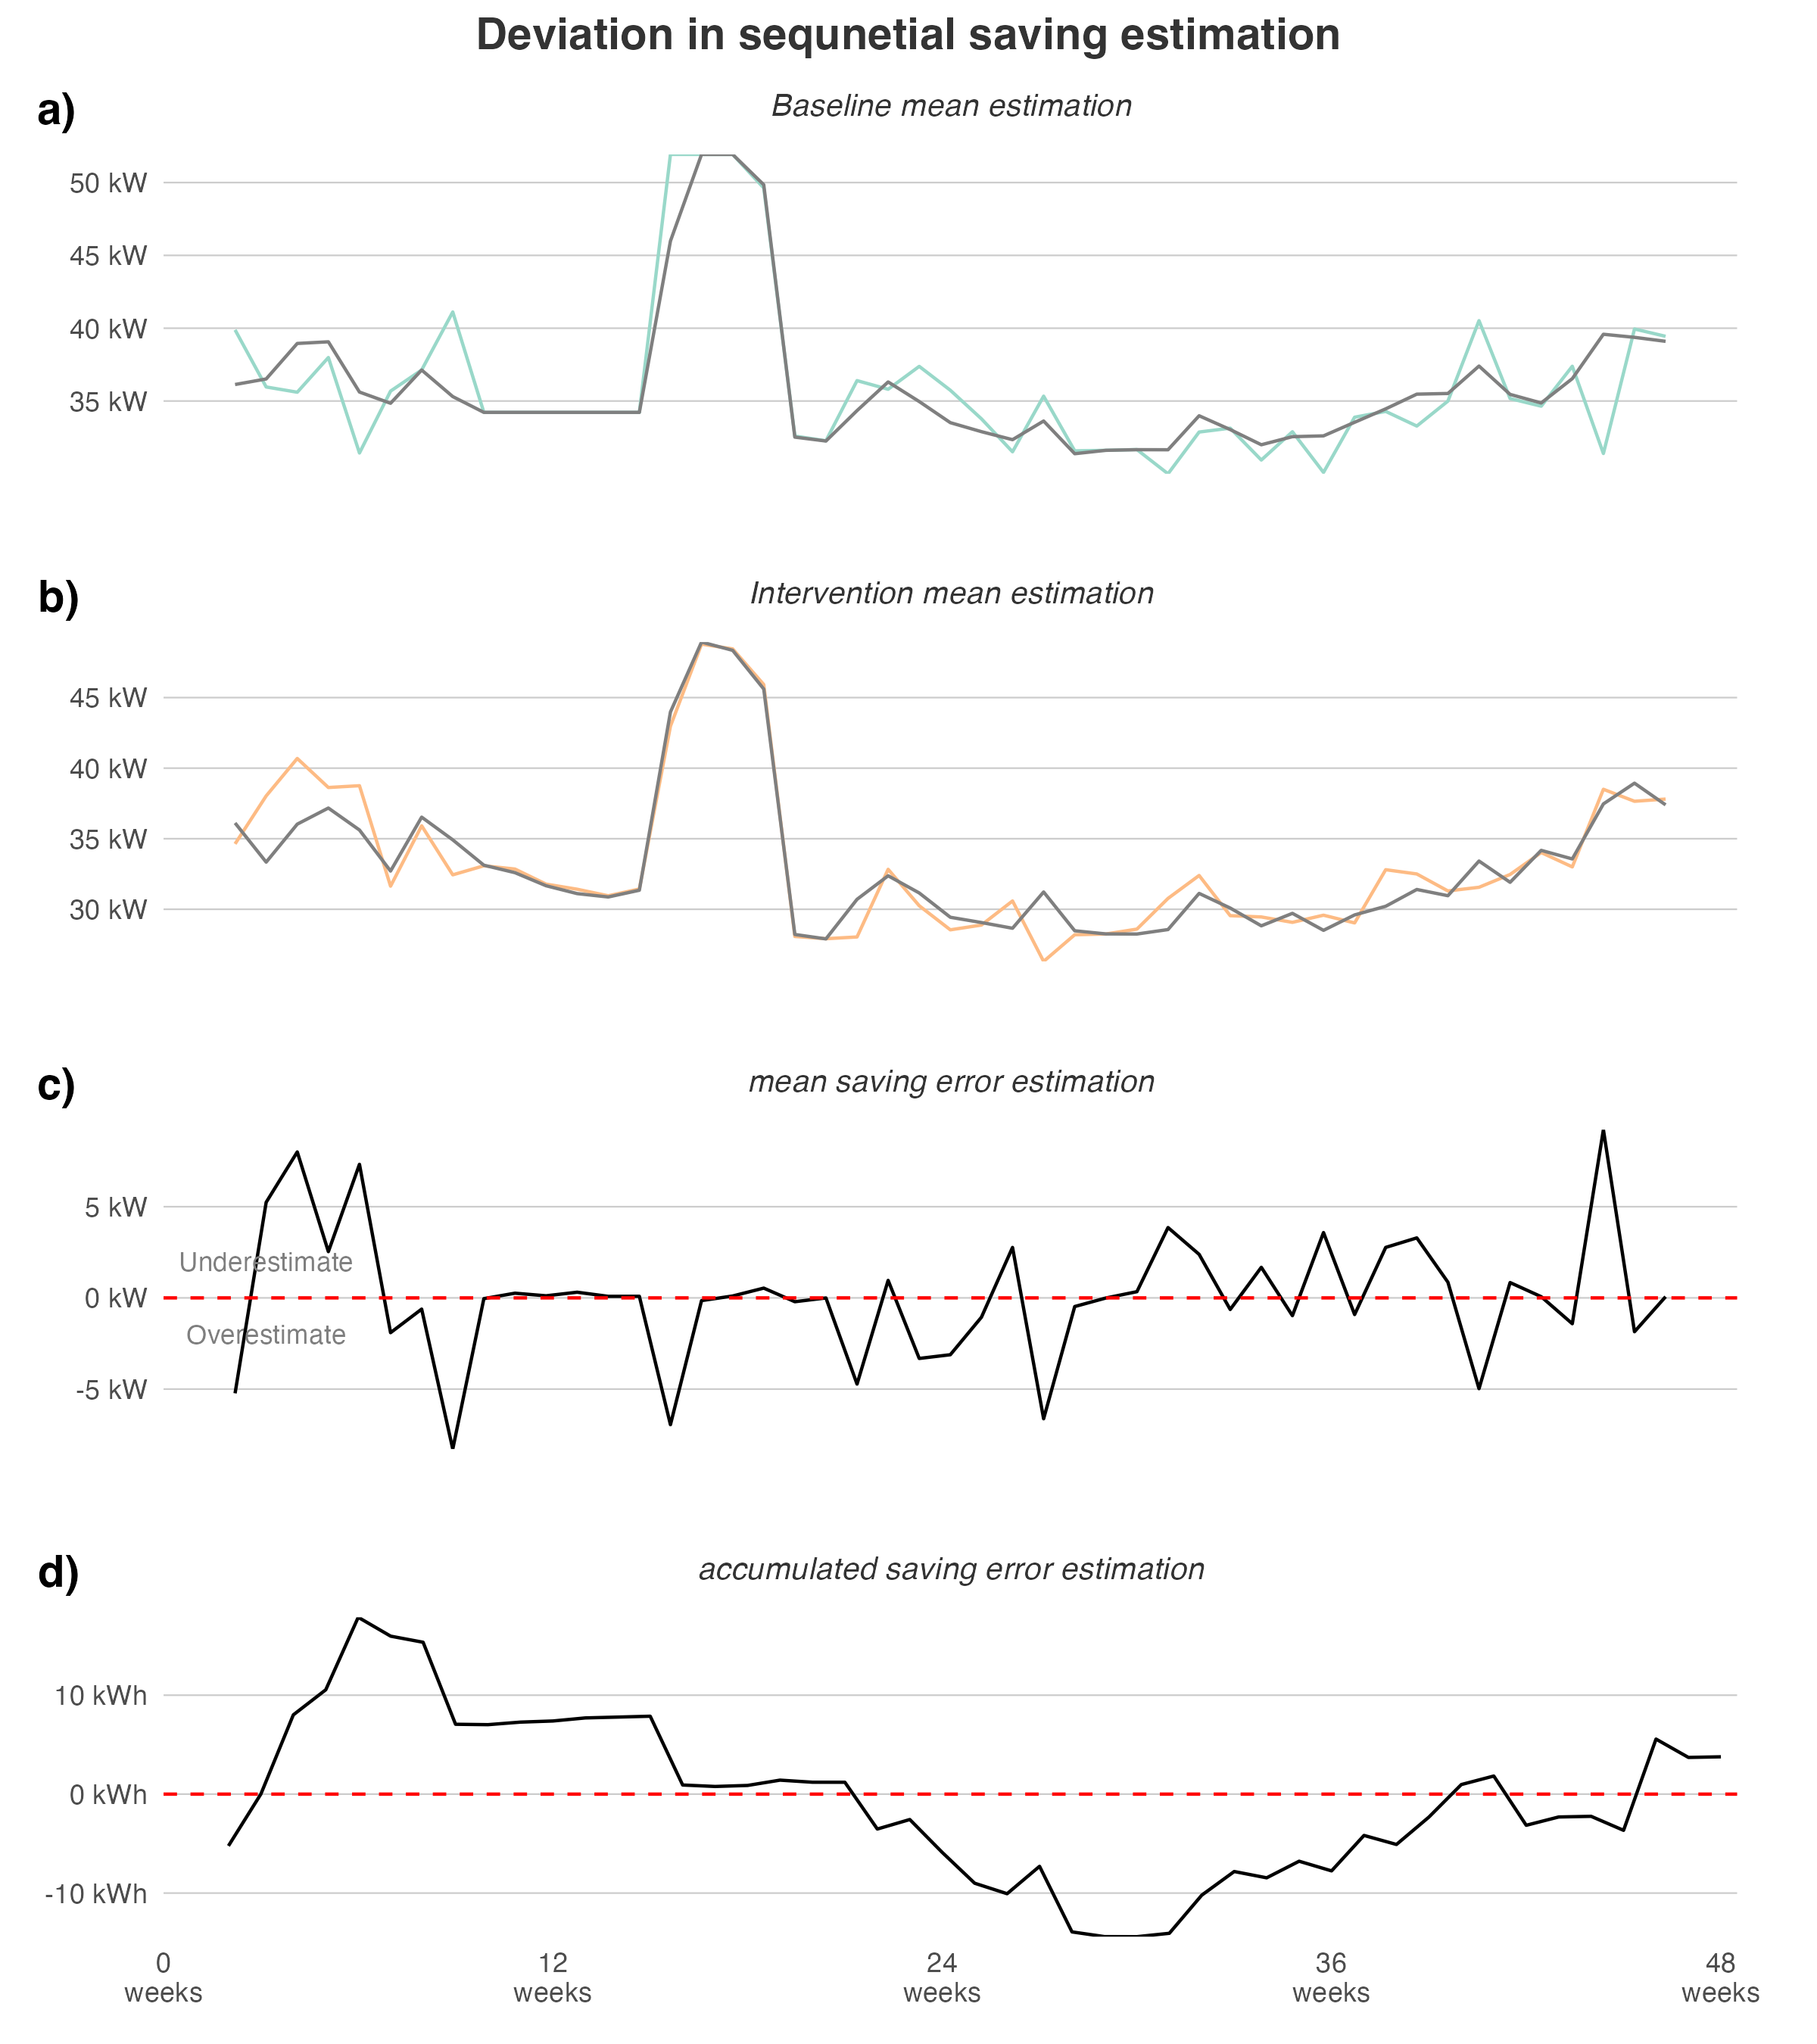 Deviation in sequnetial saving estimation
a)
Baseline mean estimation
50 kW
45 kW
40 kW
35 kW
b)
Intervention mean estimation
45 kW
40 kW
35 kW
30 kW
c)
mean saving error estimation
5 kW
Underestimate
0 kW
Overestimate
-5 kW
d)
accumulated saving error estimation
10 kWh
0 kWh
-10 kWh
0 12 24 36 48
weeks weeks weeks weeks weeks